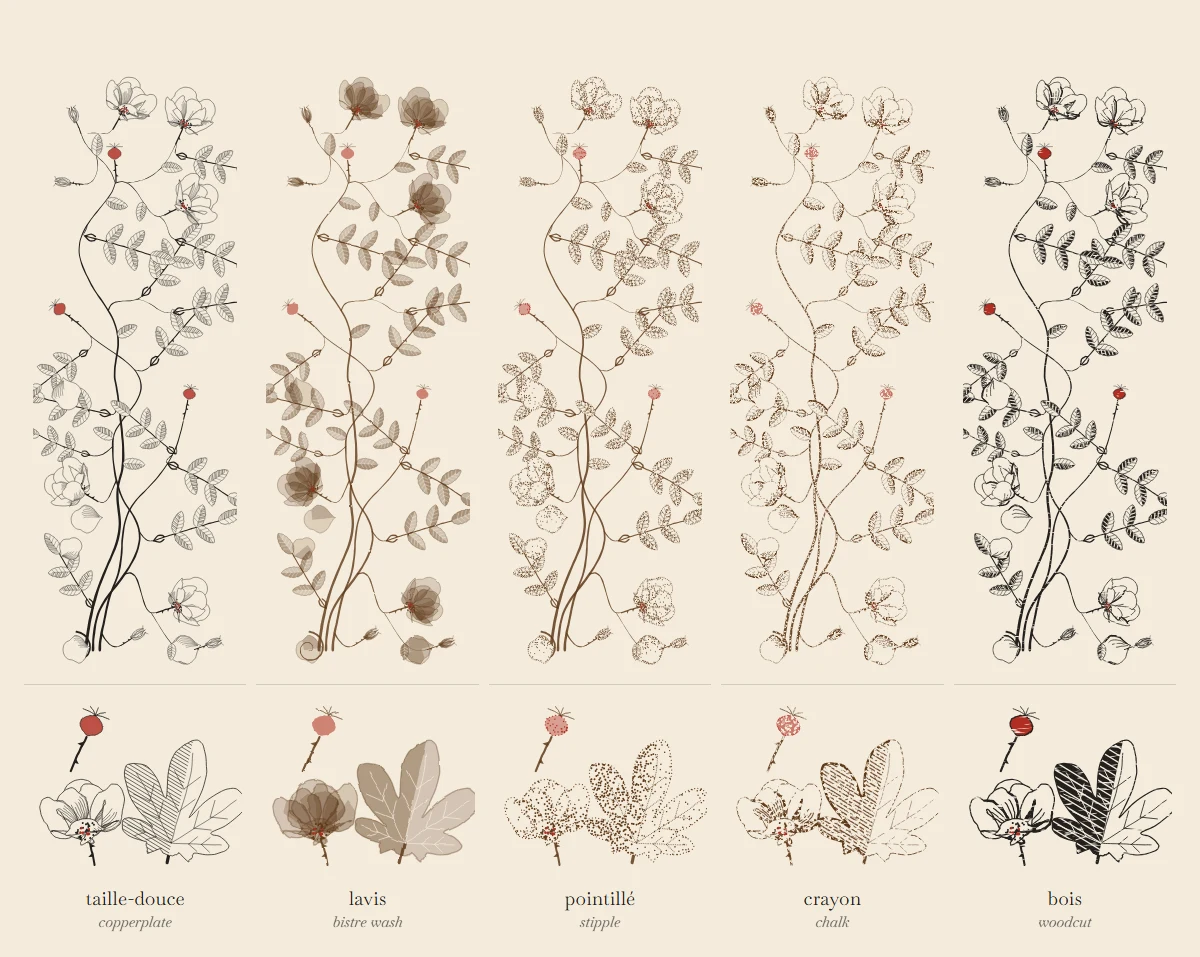 taille-douce
copperplate
lavis
bistre wash
pointillé
stipple
crayon
chalk
bois
woodcut